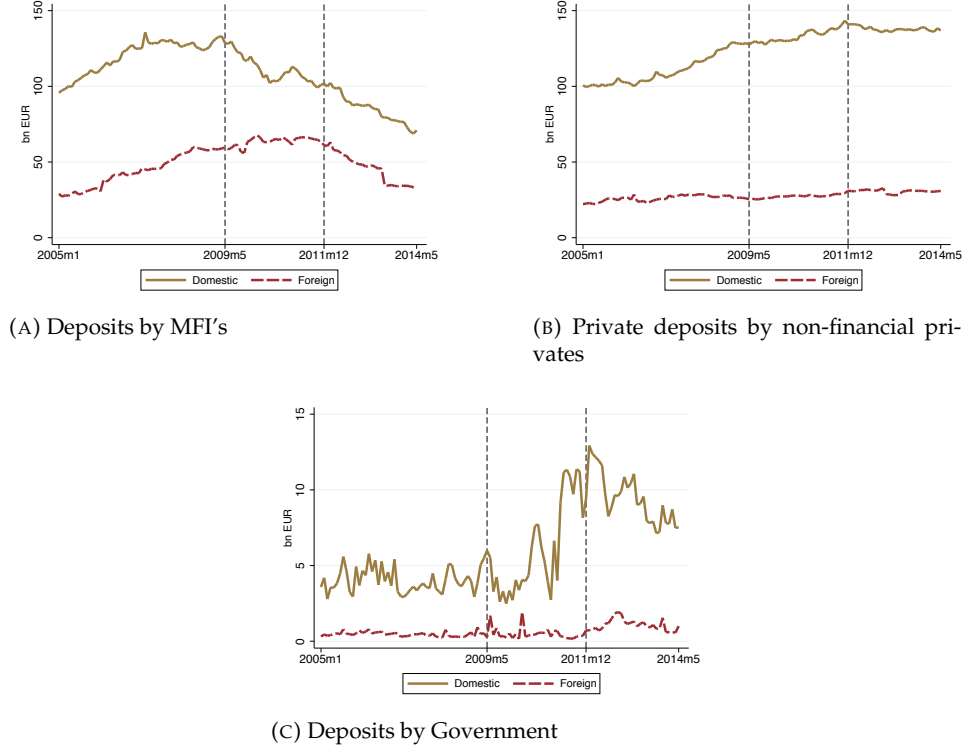 150
100
50
0
bn EUR
2005m1 2009m5 2011m12 2014m5
Domestic Foreign
(A) Deposits by MFI's
150
100
50
0
bn EUR
2005m1 2009m5 2011m12 2014m5
Domestic Foreign
(B) Private deposits by non-financial pri-
vates
15
10
5
0
bn EUR
2005m1 2009m5 2011m12 2014m5
Domestic Foreign
(C) Deposits by Government